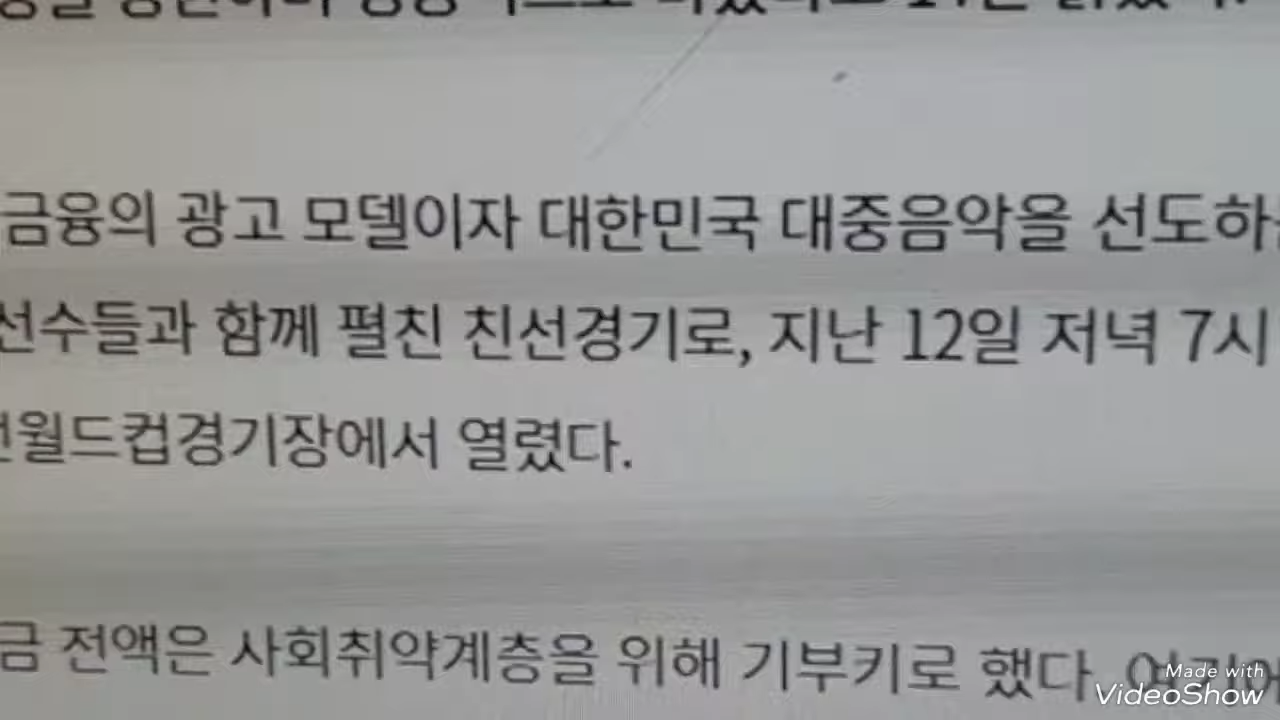 금융의 광고 모델이자 대한민국 대중음악을 선도하
선수들과 함께 펼친 친선경기로, 지난 12일 저녁 7시
월드컵경기장에서 열렸다.
금 전액은 사회취약계층을 위해 기부키로 했다.
Made with
VideoShow